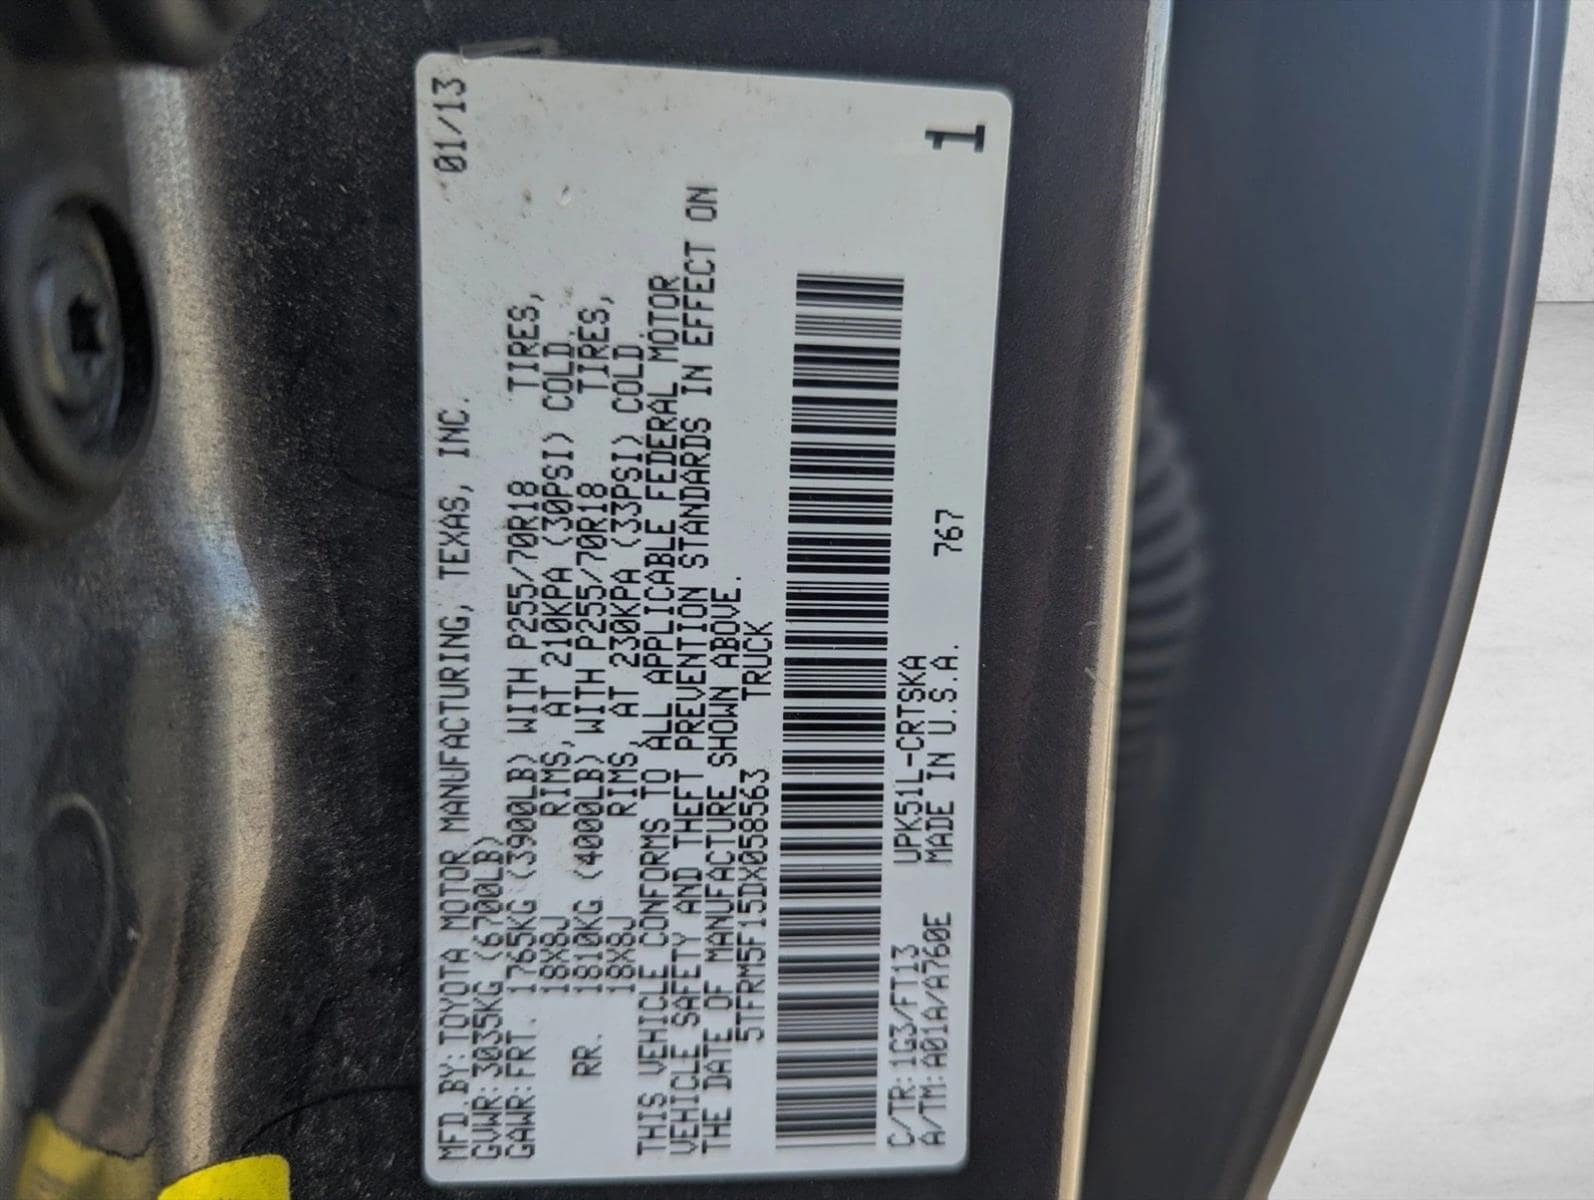 MFD.BY:TOYOTA MOTOR MANUFACTURING, TEXAS, INC. 01/13
GVWR:3035KG (6700LB)
GAWR:FRT. 1765KG (3900LB) WITH P255/70R18 TIRES,
18X8J RIMS, AT 210KPA (30PSI) COLD.
RR. 1810KG (4000LB) WITH P255/70R18 TIRES,
18X8J RIMS, AT 230KPA (33PSI) COLD.
THIS VEHICLE CONFORMS TO ALL APPLICABLE FEDERAL MOTOR
VEHICLE SAFETY AND THEFT PREVENTION STANDARDS IN EFFECT ON
THE DATE OF MANUFACTURE SHOWN ABOVE.
5TFRM5F15DX058563 TRUCK
C/TR:1G3/FT13 UPK51L-CRTSKA
A/TM:A01A/A760E MADE IN U.S.A. 767
1